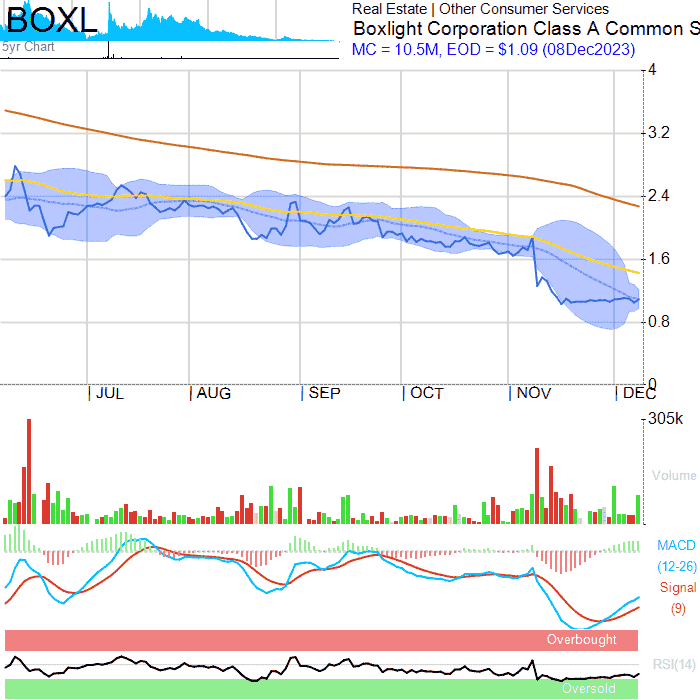 BOXL
5yr Chart
Real Estate | Other Consumer Services
Boxlight Corporation Class A Common S
MC = 10.5M, EOD = $1.09 (08Dec2023)
4
3.2
2.4
1.6
0.8
0
JUL AUG SEP OCT NOV DEC
305k
Volume
MACD
(12-26)
Signal
(9)
Overbought
RSI(14)
Oversold